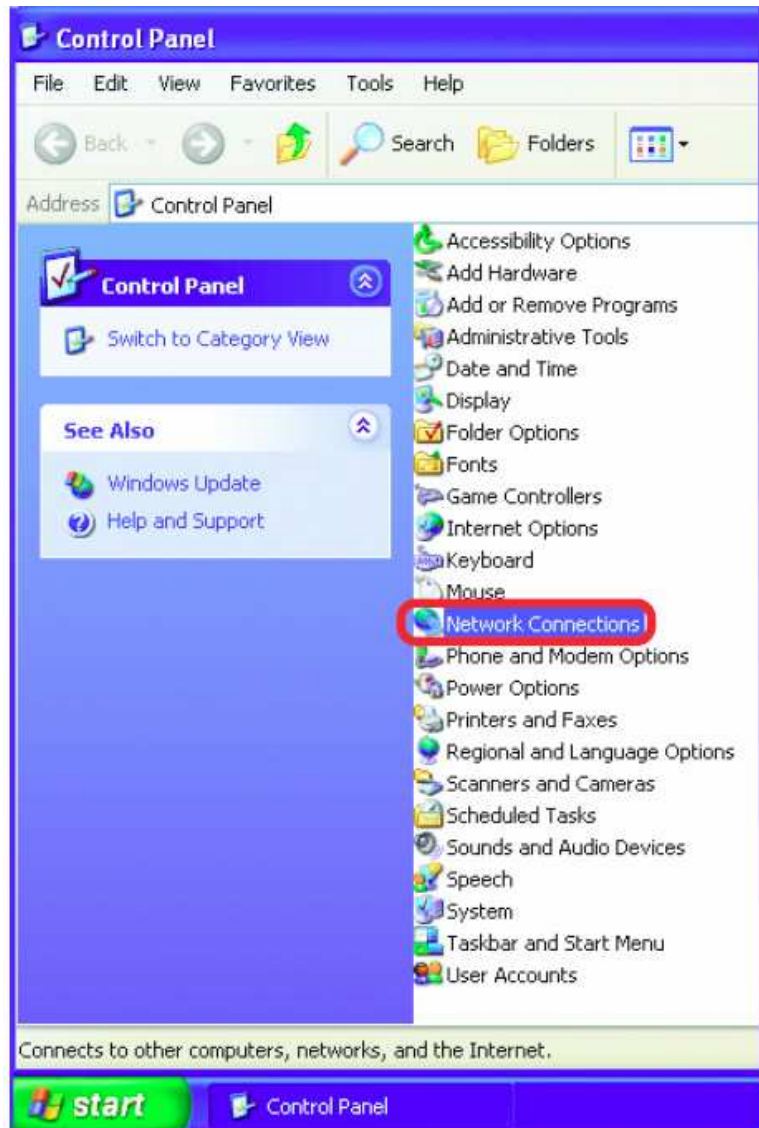 Control Panel
File Edit View Favorites Tools Help
Back Search Folders
Address Control Panel
Control Panel
Switch to Category View
See Also
Windows Update
Help and Support
Accessibility Options
Add Hardware
Add or Remove Programs
Administrative Tools
Date and Time
Display
Folder Options
Fonts
Game Controllers
Internet Options
Keyboard
Mouse
Network Connections
Phone and Modem Options
Power Options
Printers and Faxes
Regional and Language Options
Scanners and Cameras
Scheduled Tasks
Sounds and Audio Devices
Speech
System
Taskbar and Start Menu
User Accounts
Connects to other computers, networks, and the Internet.
start Control Panel